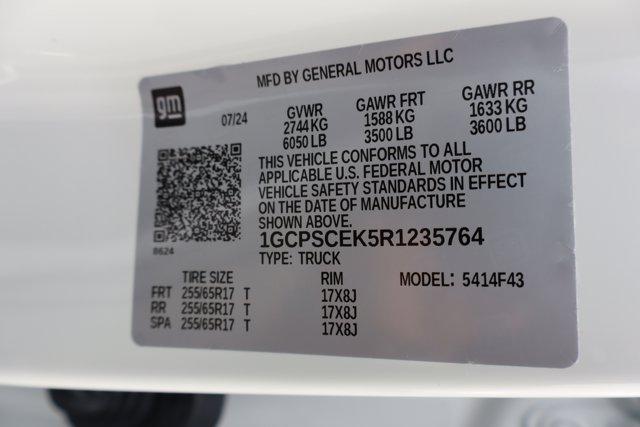 MFD BY GENERAL MOTORS LLC
gm
07/24
GVWR GAWR FRT GAWR RR
2744 KG 1588 KG 1633 KG
6050 LB 3500 LB 3600 LB
THIS VEHICLE CONFORMS TO ALL
APPLICABLE U.S. FEDERAL MOTOR
VEHICLE SAFETY STANDARDS IN EFFECT
ON THE DATE OF MANUFACTURE
SHOWN ABOVE.
8624
1GCPSCEK5R1235764
TYPE: TRUCK
TIRE SIZE RIM MODEL: 5414F43
FRT 255/65R17 T 17X8J
RR 255/65R17 T 17X8J
SPA 255/65R17 T 17X8J